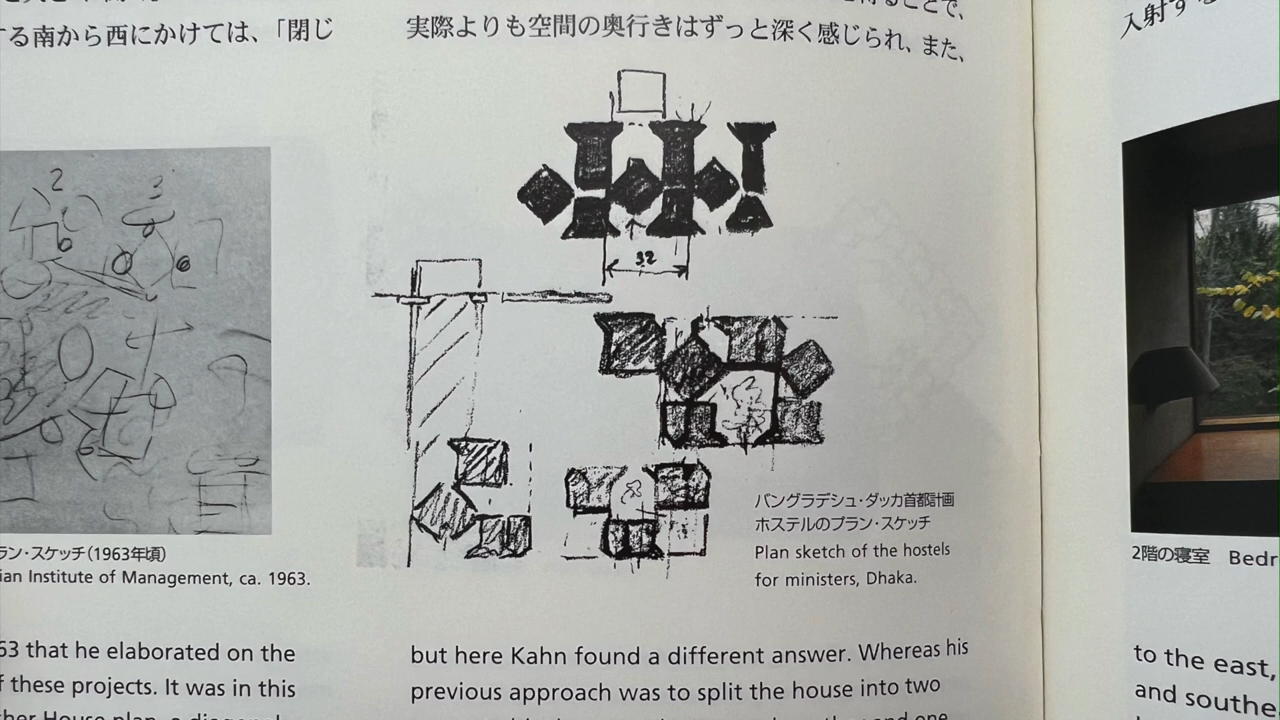 する南から西にかけては、「閉じ
ラン・スケッチ（1963年頃）
ian Institute of Management, ca. 1963.
63 that he elaborated on the
f these projects. It was in this
her House plan, a diagonal
実際よりも空間の奥行きはずっと深く感じられ、また、
32
バングラデシュ・ダッカ首都計画
ホステルのプラン・スケッチ
Plan sketch of the hostels
for ministers, Dhaka.
but here Kahn found a different answer. Whereas his
previous approach was to split the house into two
入射する
2階の寝室 Bedr
to the east,
and southe